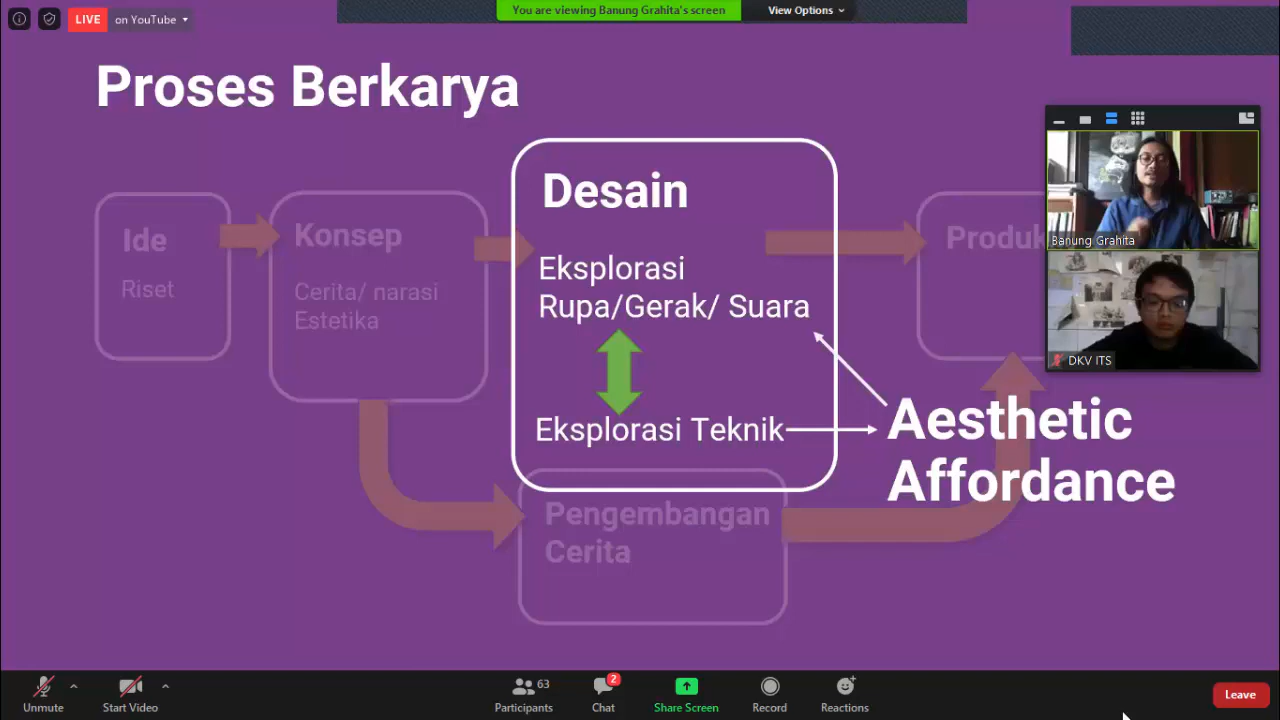 LIVE on YouTube
You are viewing Banung Grahita's screen
View Options
Proses Berkarya
Ide
Riset
Konsep
Cerita/ narasi
Estetika
Desain
Eksplorasi
Rupa/Gerak/ Suara
Eksplorasi Teknik
Produk
Banung Grahita
DKV ITS
Aesthetic
Affordance
Pengembangan
Cerita
Unmute
Start Video
63
Participants
2
Chat
Share Screen
Record
Reactions
Leave